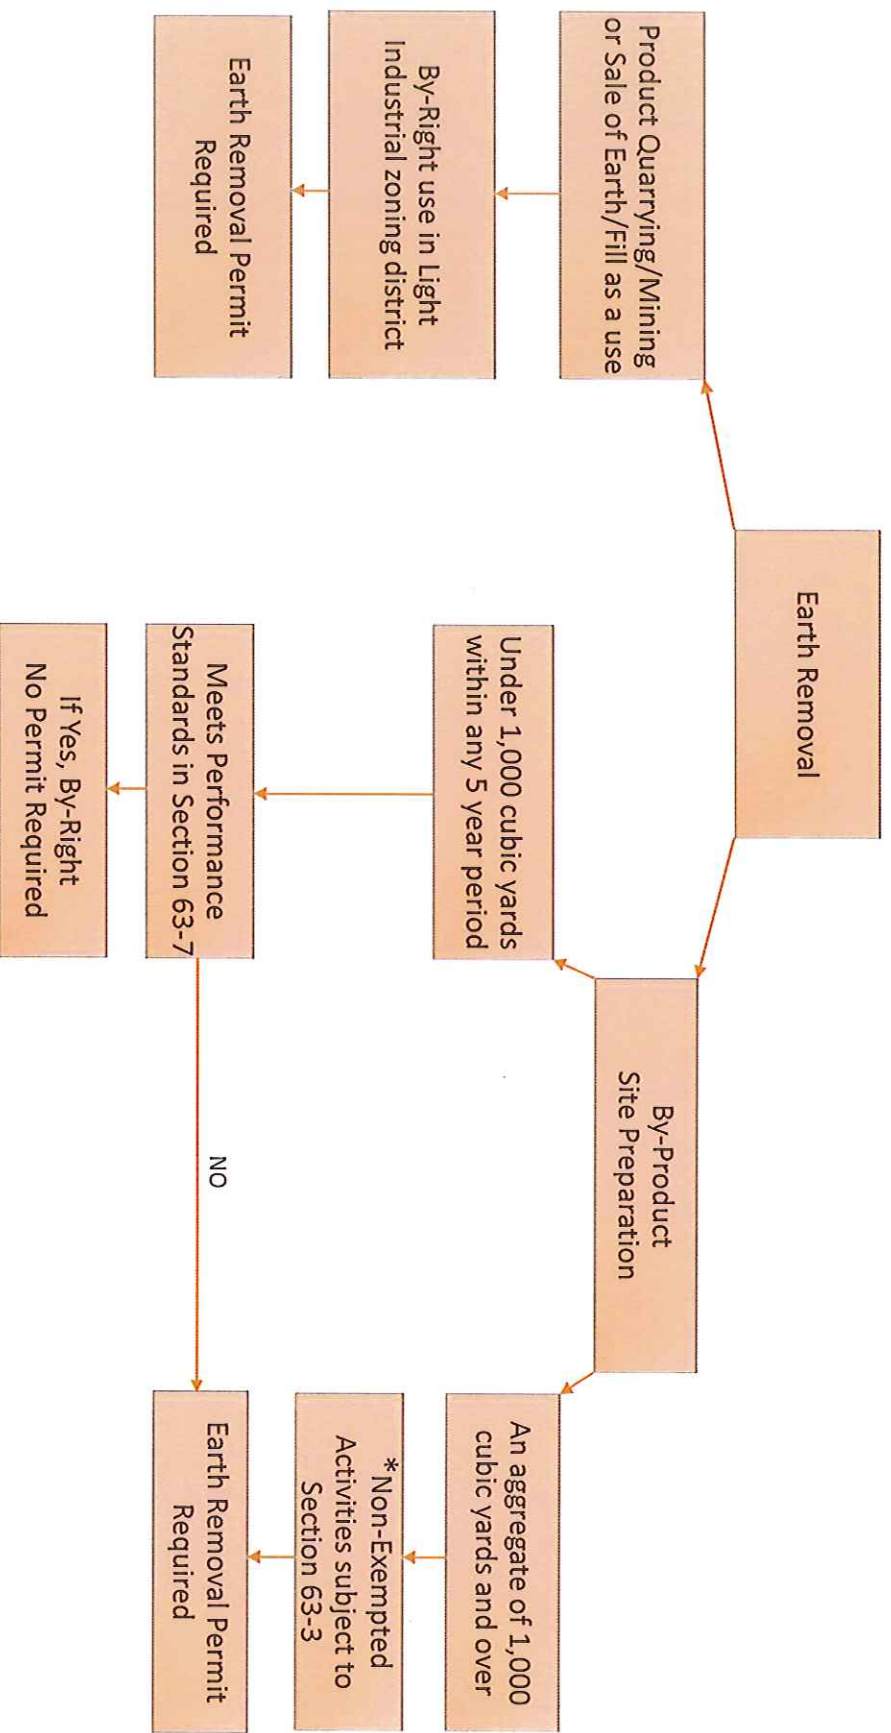 Earth Removal
Product Quarrying/Mining
or Sale of Earth/Fill as a use
By-Right use in Light
Industrial zoning district
Earth Removal Permit
Required
By-Product
Site Preparation
Under 1,000 cubic yards
within any 5 year period
Meets Performance
Standards in Section 63-7
If Yes, By-Right
No Permit Required
NO
An aggregate of 1,000
cubic yards and over
*Non-Exempted
Activities subject to
Section 63-3
Earth Removal Permit
Required